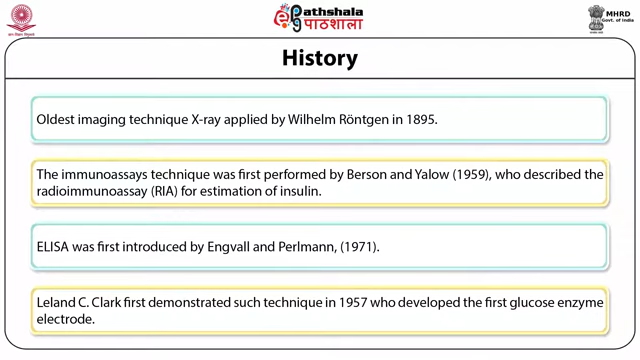 Pathshala
पाठशाला
MHRD
Govt. of India
History
Oldest imaging technique X-ray applied by Wilhelm Röntgen in 1895.
The immunoassays technique was first performed by Berson and Yalow (1959), who described the
radioimmunoassay (RIA) for estimation of insulin.
ELISA was first introduced by Engvall and Perlmann, (1971).
Leland C. Clark first demonstrated such technique in 1957 who developed the first glucose enzyme
electrode.